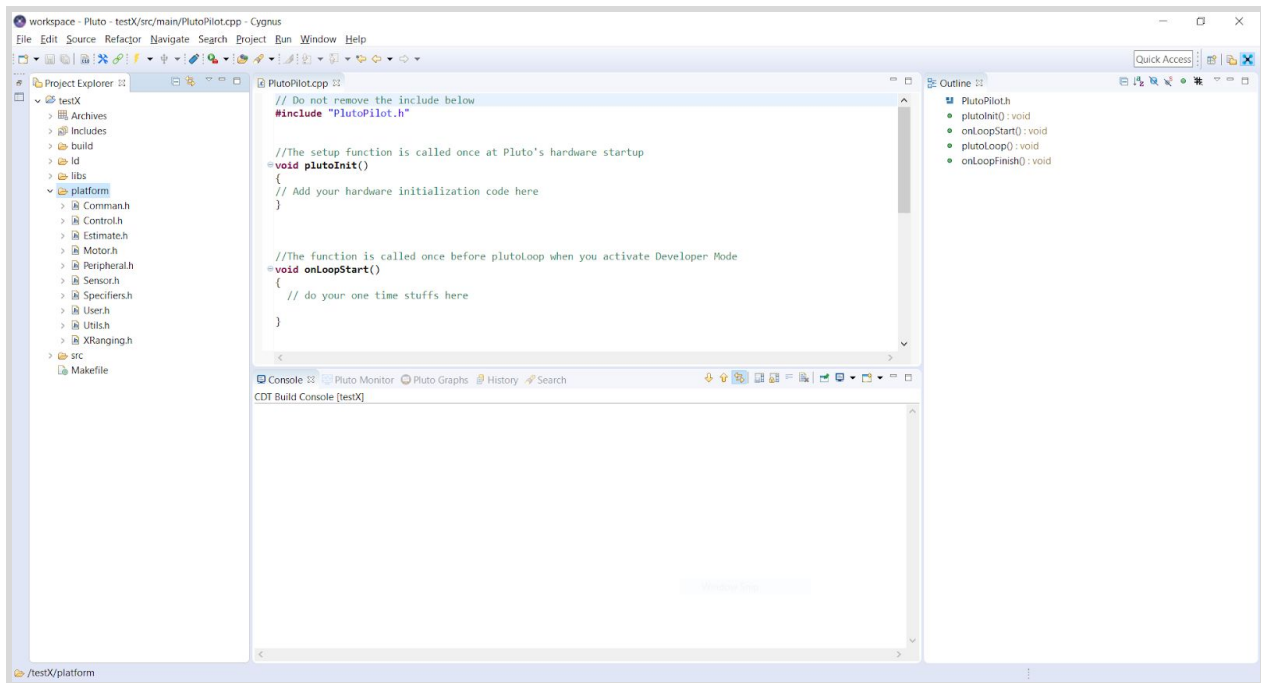 workspace - Pluto - testX/src/main/PlutoPilot.cpp - Cygnus
File Edit Source Refactor Navigate Search Project Run Window Help
Quick Access
Project Explorer
testX
Archives
Includes
build
ld
libs
platform
Comman.h
Control.h
Estimate.h
Motor.h
Peripheral.h
Sensor.h
Specifiers.h
User.h
Utils.h
XRanging.h
src
Makefile
PlutoPilot.cpp
// Do not remove the include below
#include "PlutoPilot.h"
//The setup function is called once at Pluto's hardware startup
void plutoInit()
{
// Add your hardware initialization code here
}
//The function is called once before plutoLoop when you activate Developer Mode
void onLoopStart()
{
// do your one time stuffs here
}
Console Pluto Monitor Pluto Graphs History Search
CDT Build Console [testX]
Outline
PlutoPilot.h
plutoInit() : void
onLoopStart() : void
plutoLoop() : void
onLoopFinish() : void
/testX/platform